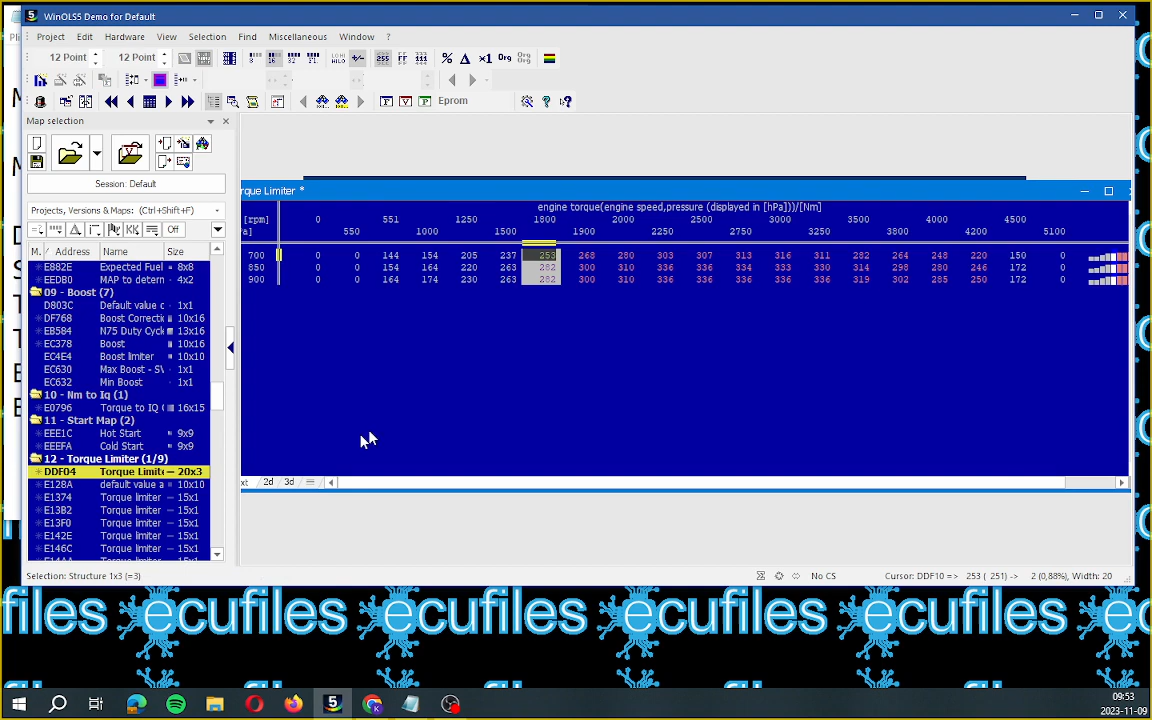 WinOLS5 Demo for Default
Project Edit Hardware View Selection Find Miscellaneous Window ?
12 Point 12 Point
Eprom
Map selection
Session: Default
Projects, Versions & Maps: (Ctrl+Shift+F)
Off
M. Address Name Size
E882E Expected Fuel 8x8
EEDB0 MAP to determ 4x2
09 - Boost (7)
D803C Default value c 1x1
DF768 Boost Correctic 10x16
EB584 N75 Duty Cycl 13x16
EC378 Boost 10x16
EC4E4 Boost limiter 10x10
EC630 Max Boost - SV 1x1
EC632 Min Boost 1x1
10 - Nm to Iq (1)
E0796 Torque to IQ ( 16x15
11 - Start Map (2)
EEE1C Hot Start 9x9
EEEFA Cold Start 9x9
12 - Torque Limiter (1/9)
DDF04 Torque Limit 20x3
E128A default value a 10x10
E1374 Torque limiter 15x1
E13B2 Torque limiter 15x1
E13F0 Torque limiter 15x1
E142E Torque limiter 15x1
E146C Torque limiter 15x1
E14AA Torque limiter 15x1
rque Limiter *
engine torque(engine speed,pressure (displayed in [hPa]))/[Nm]
[rpm] 0 551 1250 1800 2000 2500 3000 3500 4000 4500
'a] 550 1000 1500 1900 2250 2750 3250 3800 4200 5100
700 0 0 144 154 205 237 253 268 280 303 307 313 316 311 282 264 248 220 150 0
850 0 0 154 164 220 263 282 300 310 336 336 334 333 330 314 298 280 246 172 0
900 0 0 164 174 230 263 282 300 310 336 336 336 336 336 319 302 285 250 172 0
xt 2d 3d
Selection: Structure 1x3 (=3)
No CS
Cursor: DDF10 => 253 ( 251) -> 2 (0,88%), Width: 20
files ecufiles ecufiles ecufiles ecufiles
09:53
2023-11-09